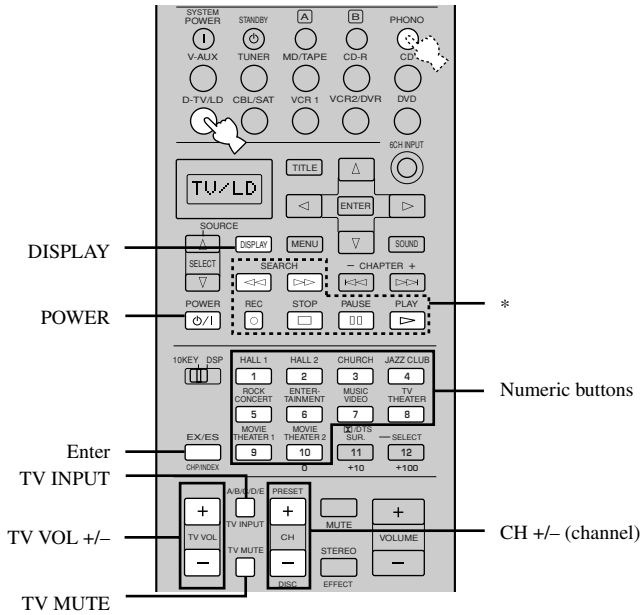 SYSTEM
POWER STANDBY A B PHONO
V-AUX TUNER MD/TAPE CD-R CD
D-TV/LD CBL/SAT VCR 1 VCR2/DVR DVD
6CH INPUT
TV/LD
TITLE
ENTER
SOURCE
SELECT
DISPLAY
DISPLAY MENU SOUND
SEARCH – CHAPTER +
POWER
POWER REC STOP PAUSE PLAY
*
10KEY DSP
HALL 1 HALL 2 CHURCH JAZZ CLUB
1 2 3 4
Numeric buttons
ROCK CONCERT ENTER-TAINMENT MUSIC VIDEO TV THEATER
5 6 7 8
MOVIE THEATER 1 MOVIE THEATER 2 /DTS SUR. — SELECT
Enter
EX/ES 9 10 11 12
CHP/INDEX 0 +10 +100
TV INPUT
A/B/C/D/E PRESET
TV VOL +/–
+ + +
TV VOL TV INPUT CH MUTE VOLUME
CH +/– (channel)
– TV MUTE – STEREO –
DISC EFFECT
TV MUTE